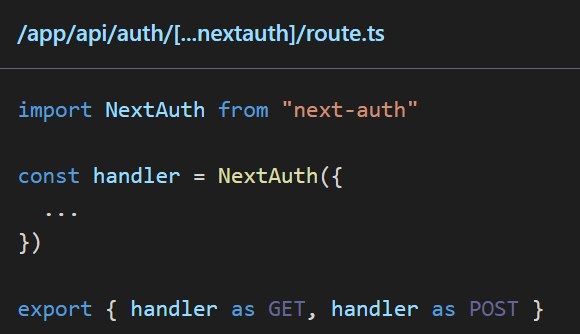 /app/api/auth/[...nextauth]/route.ts
import NextAuth from "next-auth"
const handler = NextAuth({
  ...
})
export { handler as GET, handler as POST }